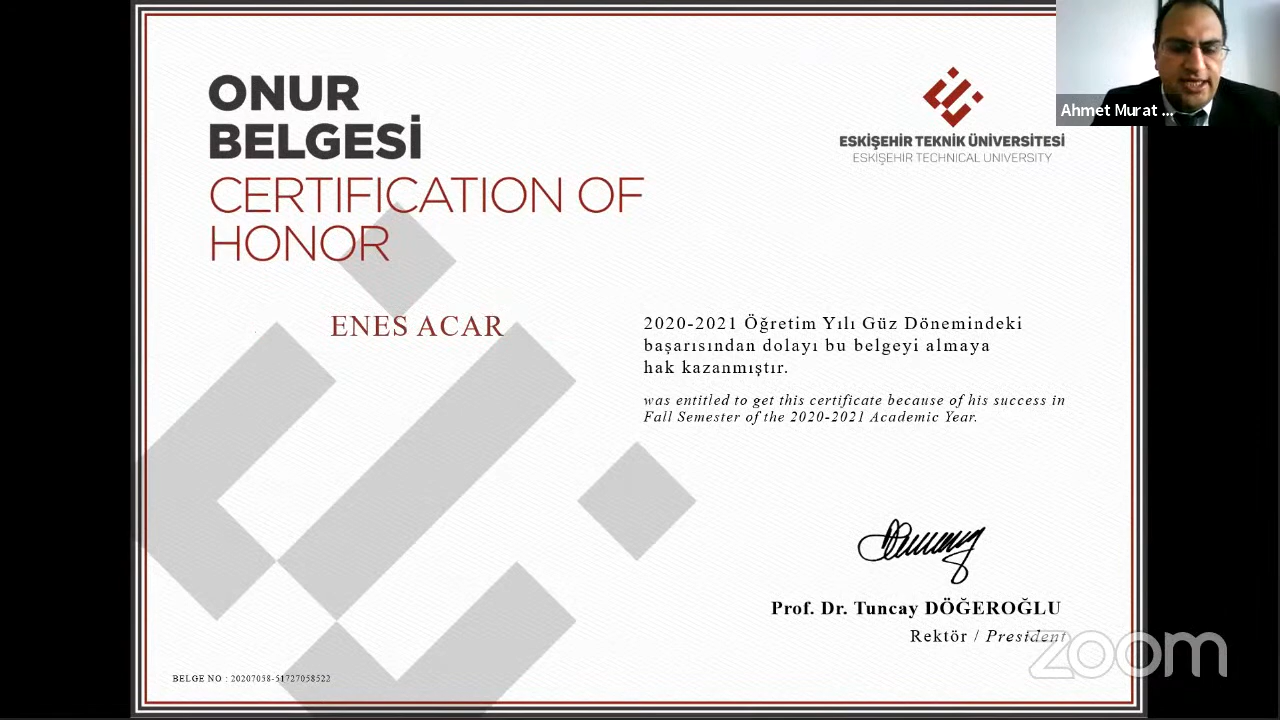 ONUR
BELGESİ
CERTIFICATION OF
HONOR
ESKİŞEHİR TEKNİK ÜNİVERSİTESİ
ESKİŞEHİR TECHNICAL UNIVERSITY
Ahmet Murat ...
ENES ACAR
2020-2021 Öğretim Yılı Güz Dönemindeki
başarısından dolayı bu belgeyi almaya
hak kazanmıştır.
was entitled to get this certificate because of his success in
Fall Semester of the 2020-2021 Academic Year.
Prof. Dr. Tuncay DÖĞEROĞLU
Rektör / President
BELGE NO : 20207038-51727058522
zoom